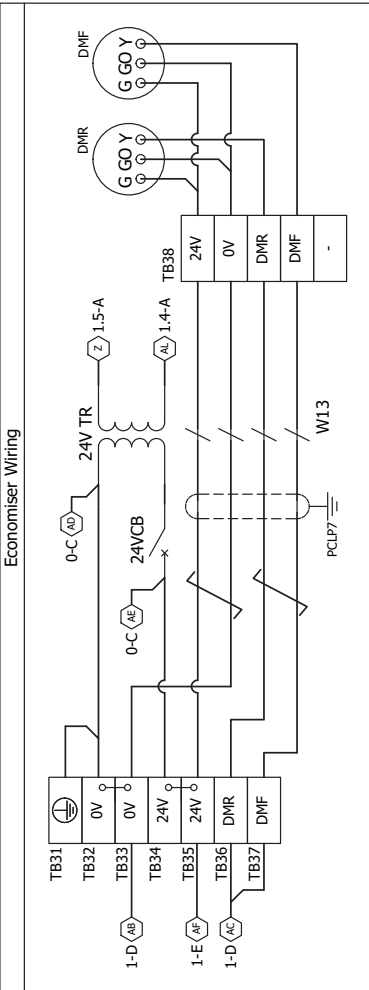 Economiser Wiring
DMF
G GO Y
DMR
G GO Y
TB38
24V
0V
DMR
DMF
-
Z 1.5-A
AL 1.4-A
24V TR
24VCB
0-C AD
0-C AE
W13
PCLP7
TB31
TB32 0V
TB33 0V
TB34 24V
TB35 24V
TB36 DMR
TB37 DMF
1-D AB
1-E AF
1-D AC